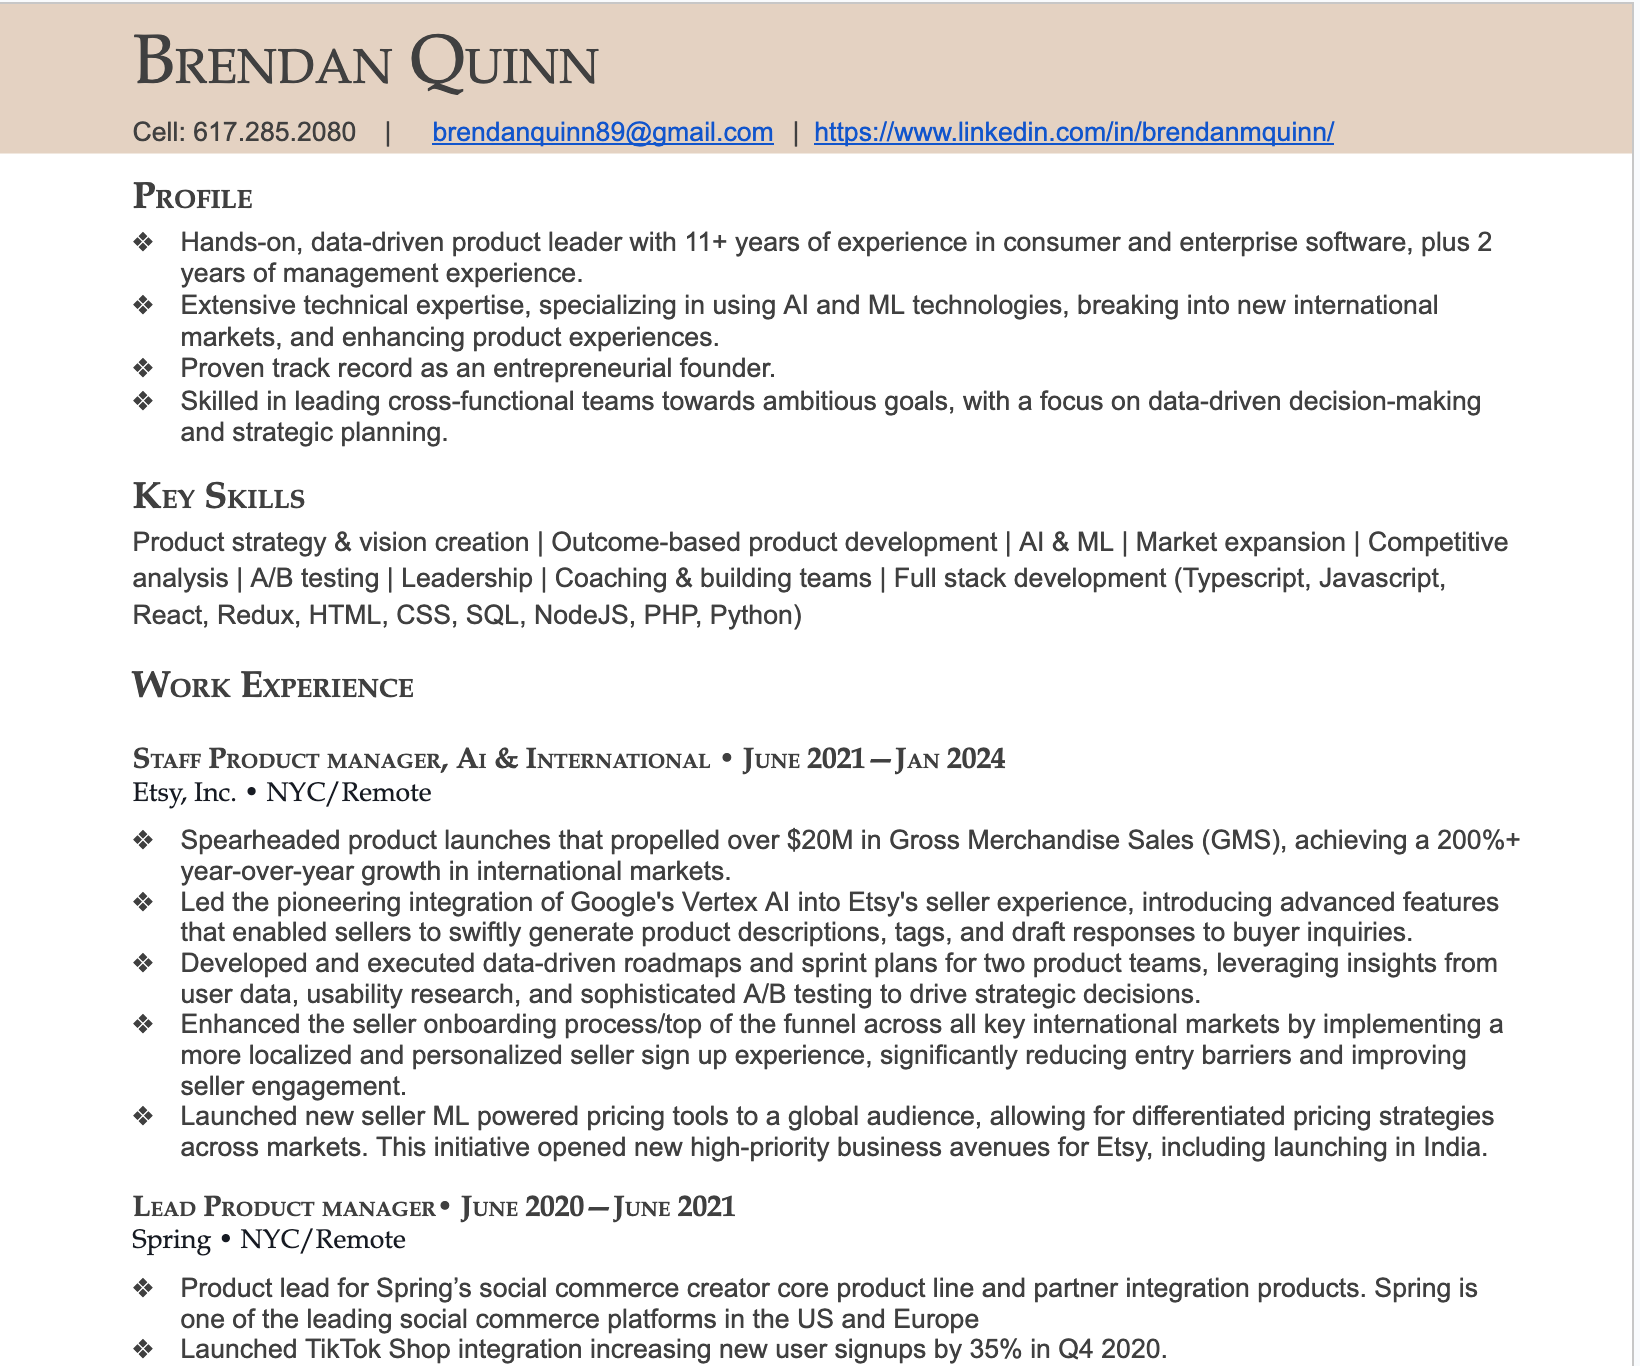 Brendan Quinn
Cell: 617.285.2080 | brendanquinn89@gmail.com | https://www.linkedin.com/in/brendanmquinn/
Profile
❖ Hands-on, data-driven product leader with 11+ years of experience in consumer and enterprise software, plus 2
years of management experience.
❖ Extensive technical expertise, specializing in using AI and ML technologies, breaking into new international
markets, and enhancing product experiences.
❖ Proven track record as an entrepreneurial founder.
❖ Skilled in leading cross-functional teams towards ambitious goals, with a focus on data-driven decision-making
and strategic planning.
Key Skills
Product strategy & vision creation | Outcome-based product development | AI & ML | Market expansion | Competitive
analysis | A/B testing | Leadership | Coaching & building teams | Full stack development (Typescript, Javascript,
React, Redux, HTML, CSS, SQL, NodeJS, PHP, Python)
Work Experience
Staff Product manager, Ai & International • June 2021—Jan 2024
Etsy, Inc. • NYC/Remote
❖ Spearheaded product launches that propelled over $20M in Gross Merchandise Sales (GMS), achieving a 200%+
year-over-year growth in international markets.
❖ Led the pioneering integration of Google's Vertex AI into Etsy's seller experience, introducing advanced features
that enabled sellers to swiftly generate product descriptions, tags, and draft responses to buyer inquiries.
❖ Developed and executed data-driven roadmaps and sprint plans for two product teams, leveraging insights from
user data, usability research, and sophisticated A/B testing to drive strategic decisions.
❖ Enhanced the seller onboarding process/top of the funnel across all key international markets by implementing a
more localized and personalized seller sign up experience, significantly reducing entry barriers and improving
seller engagement.
❖ Launched new seller ML powered pricing tools to a global audience, allowing for differentiated pricing strategies
across markets. This initiative opened new high-priority business avenues for Etsy, including launching in India.
Lead Product manager• June 2020—June 2021
Spring • NYC/Remote
❖ Product lead for Spring’s social commerce creator core product line and partner integration products. Spring is
one of the leading social commerce platforms in the US and Europe
❖ Launched TikTok Shop integration increasing new user signups by 35% in Q4 2020.